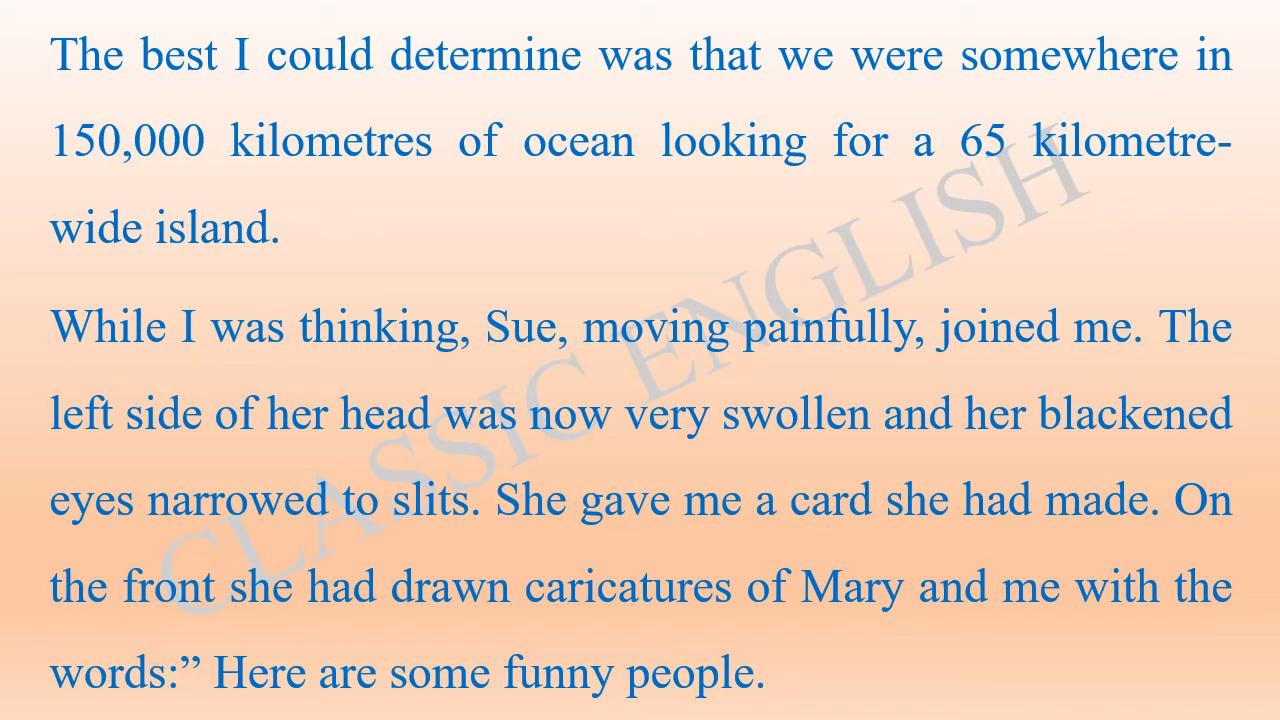 The best I could determine was that we were somewhere in
150,000 kilometres of ocean looking for a 65 kilometre-
wide island.
While I was thinking, Sue, moving painfully, joined me. The
left side of her head was now very swollen and her blackened
eyes narrowed to slits. She gave me a card she had made. On
the front she had drawn caricatures of Mary and me with the
words:” Here are some funny people.
CLASSIC ENGLISH